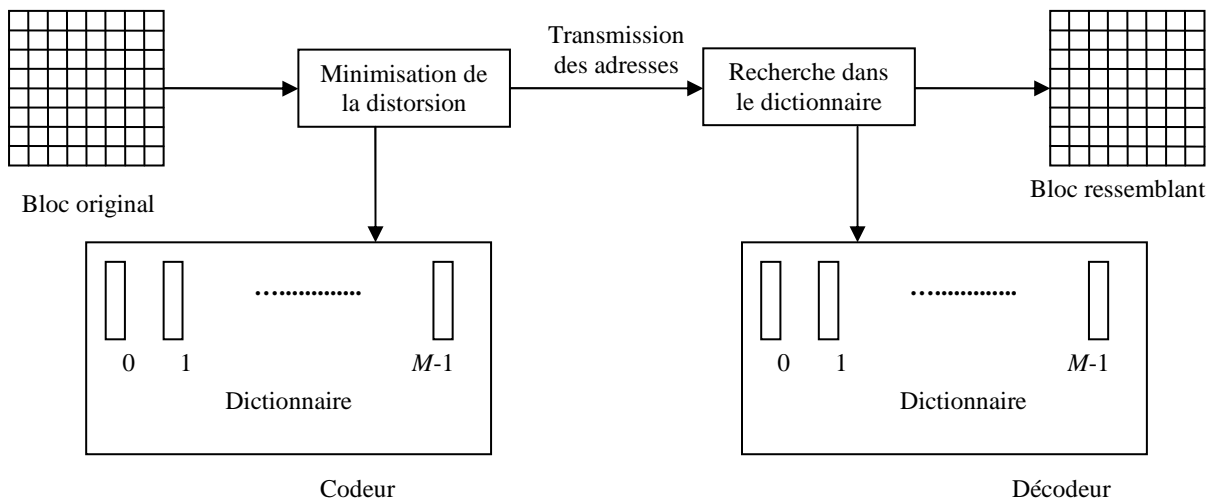 Transmission
des adresses
Minimisation de
la distorsion
Recherche dans
le dictionnaire
Bloc original
Bloc ressemblant
….............
0 1 M-1
Dictionnaire
….............
0 1 M-1
Dictionnaire
Codeur
Décodeur